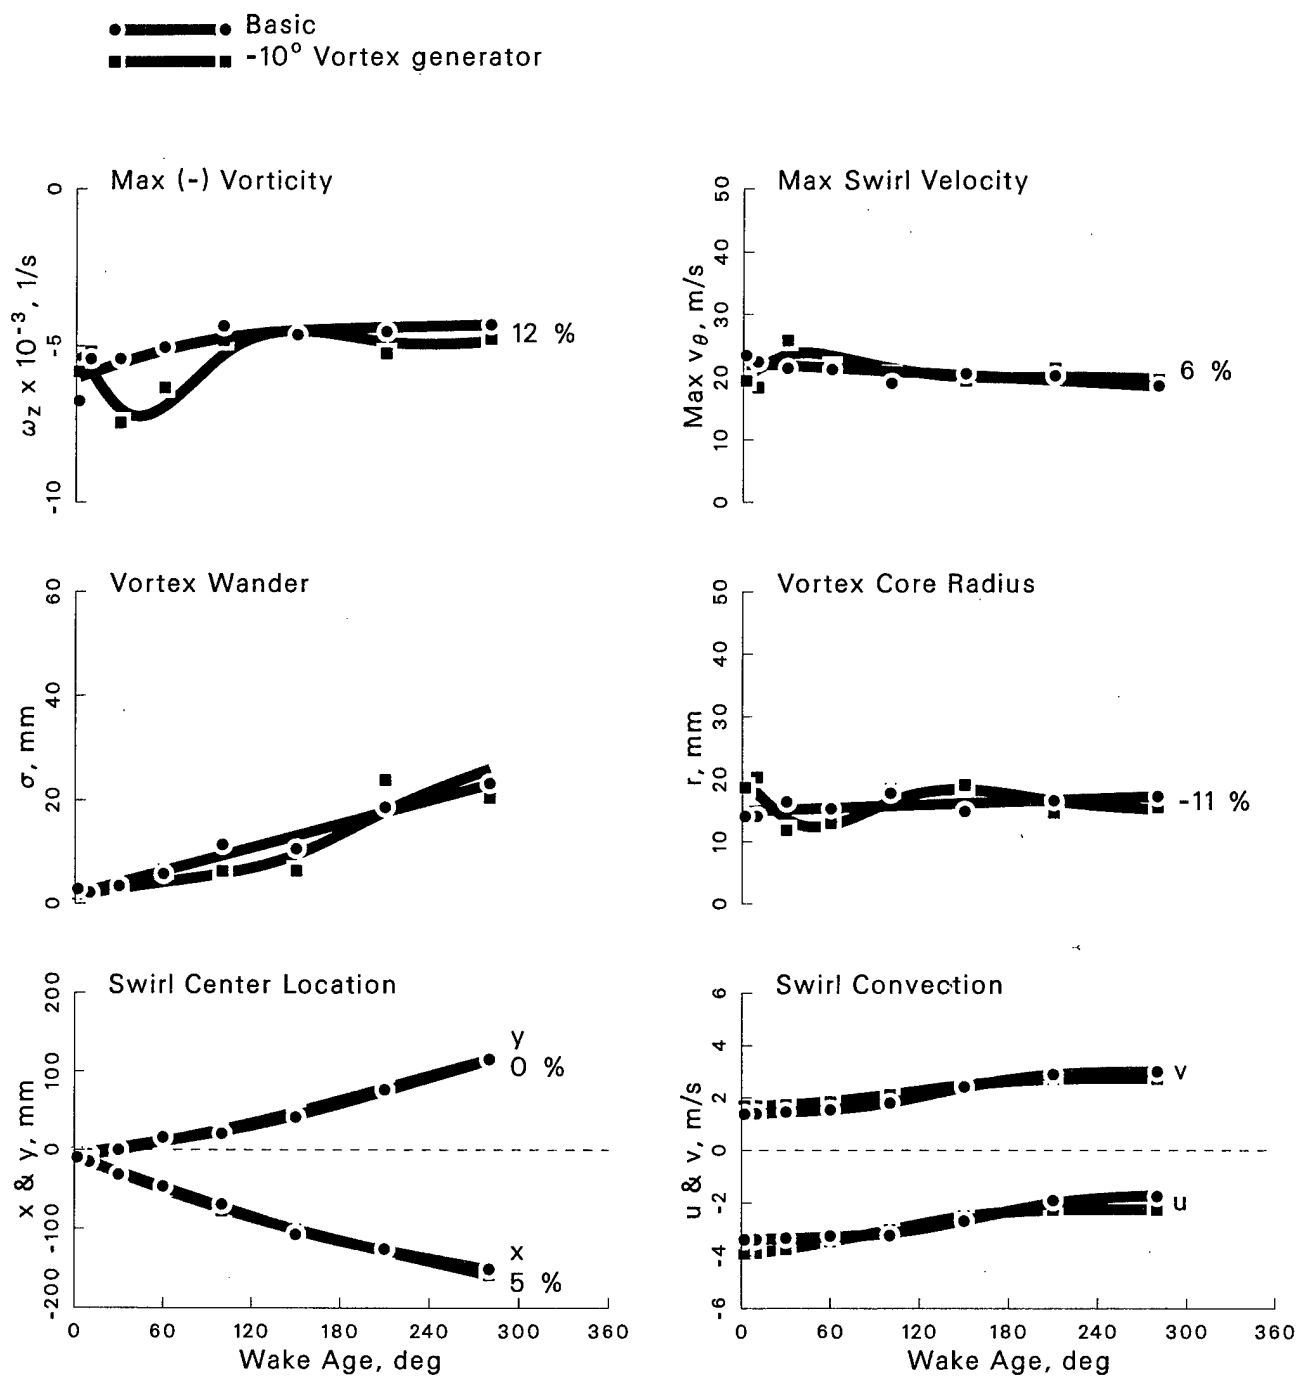 Basic
-10° Vortex generator
Max (-) Vorticity
0
-5
-10
ω_z x 10^-3, 1/s
12 %
Max Swirl Velocity
50
40
30
20
10
0
Max v_θ, m/s
6 %
Vortex Wander
60
40
20
0
σ, mm
Vortex Core Radius
50
40
30
20
10
0
r, mm
-11 %
Swirl Center Location
200
100
0
-100
-200
x & y, mm
y
0 %
x
5 %
0 60 120 180 240 300 360
Wake Age, deg
Swirl Convection
6
4
2
0
-2
-4
-6
u & v, m/s
v
u
0 60 120 180 240 300 360
Wake Age, deg